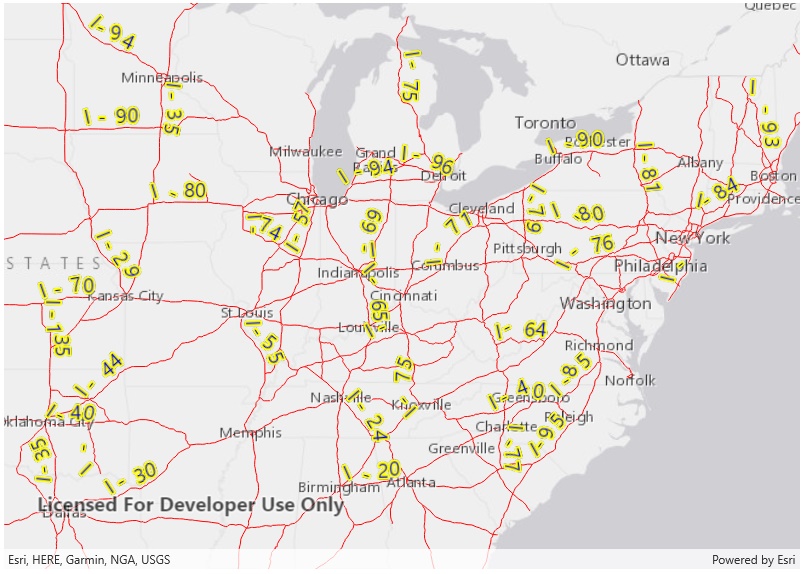 Quebec
I - 94
Ottawa
Minneapolis
I - 75
I - 35
I - 90
Toronto
I - 93
I - 90
Rochester
Milwaukee
Grand Rapids
I - 96
I - 94
Detroit
Buffalo
I - 81
Albany
Boston
I - 80
Chicago
I - 84
Providence
I - 79
Cleveland
I - 80
I - 57
I - 74
I - 69
I - 71
New York
I - 76
Pittsburgh
STATES
I - 29
Indianapolis
Columbus
Philadelphia
I -
I - 70
Kansas City
Cincinnati
Washington
I - 135
St Louis
I - 65
Louisville
I - 64
I - 55
Richmond
I - 44
I - 75
I - 85
Norfolk
Nashville
Knoxville
I - 40
Greensboro
I - 40
Oklahoma City
I - 24
Charlotte
Raleigh
I - 95
Memphis
I - 35
I -
Greenville
I - 77
I - 30
I - 20
Birmingham
Atlanta
Licensed For Developer Use Only
Dallas
Esri, HERE, Garmin, NGA, USGS
Powered by Esri